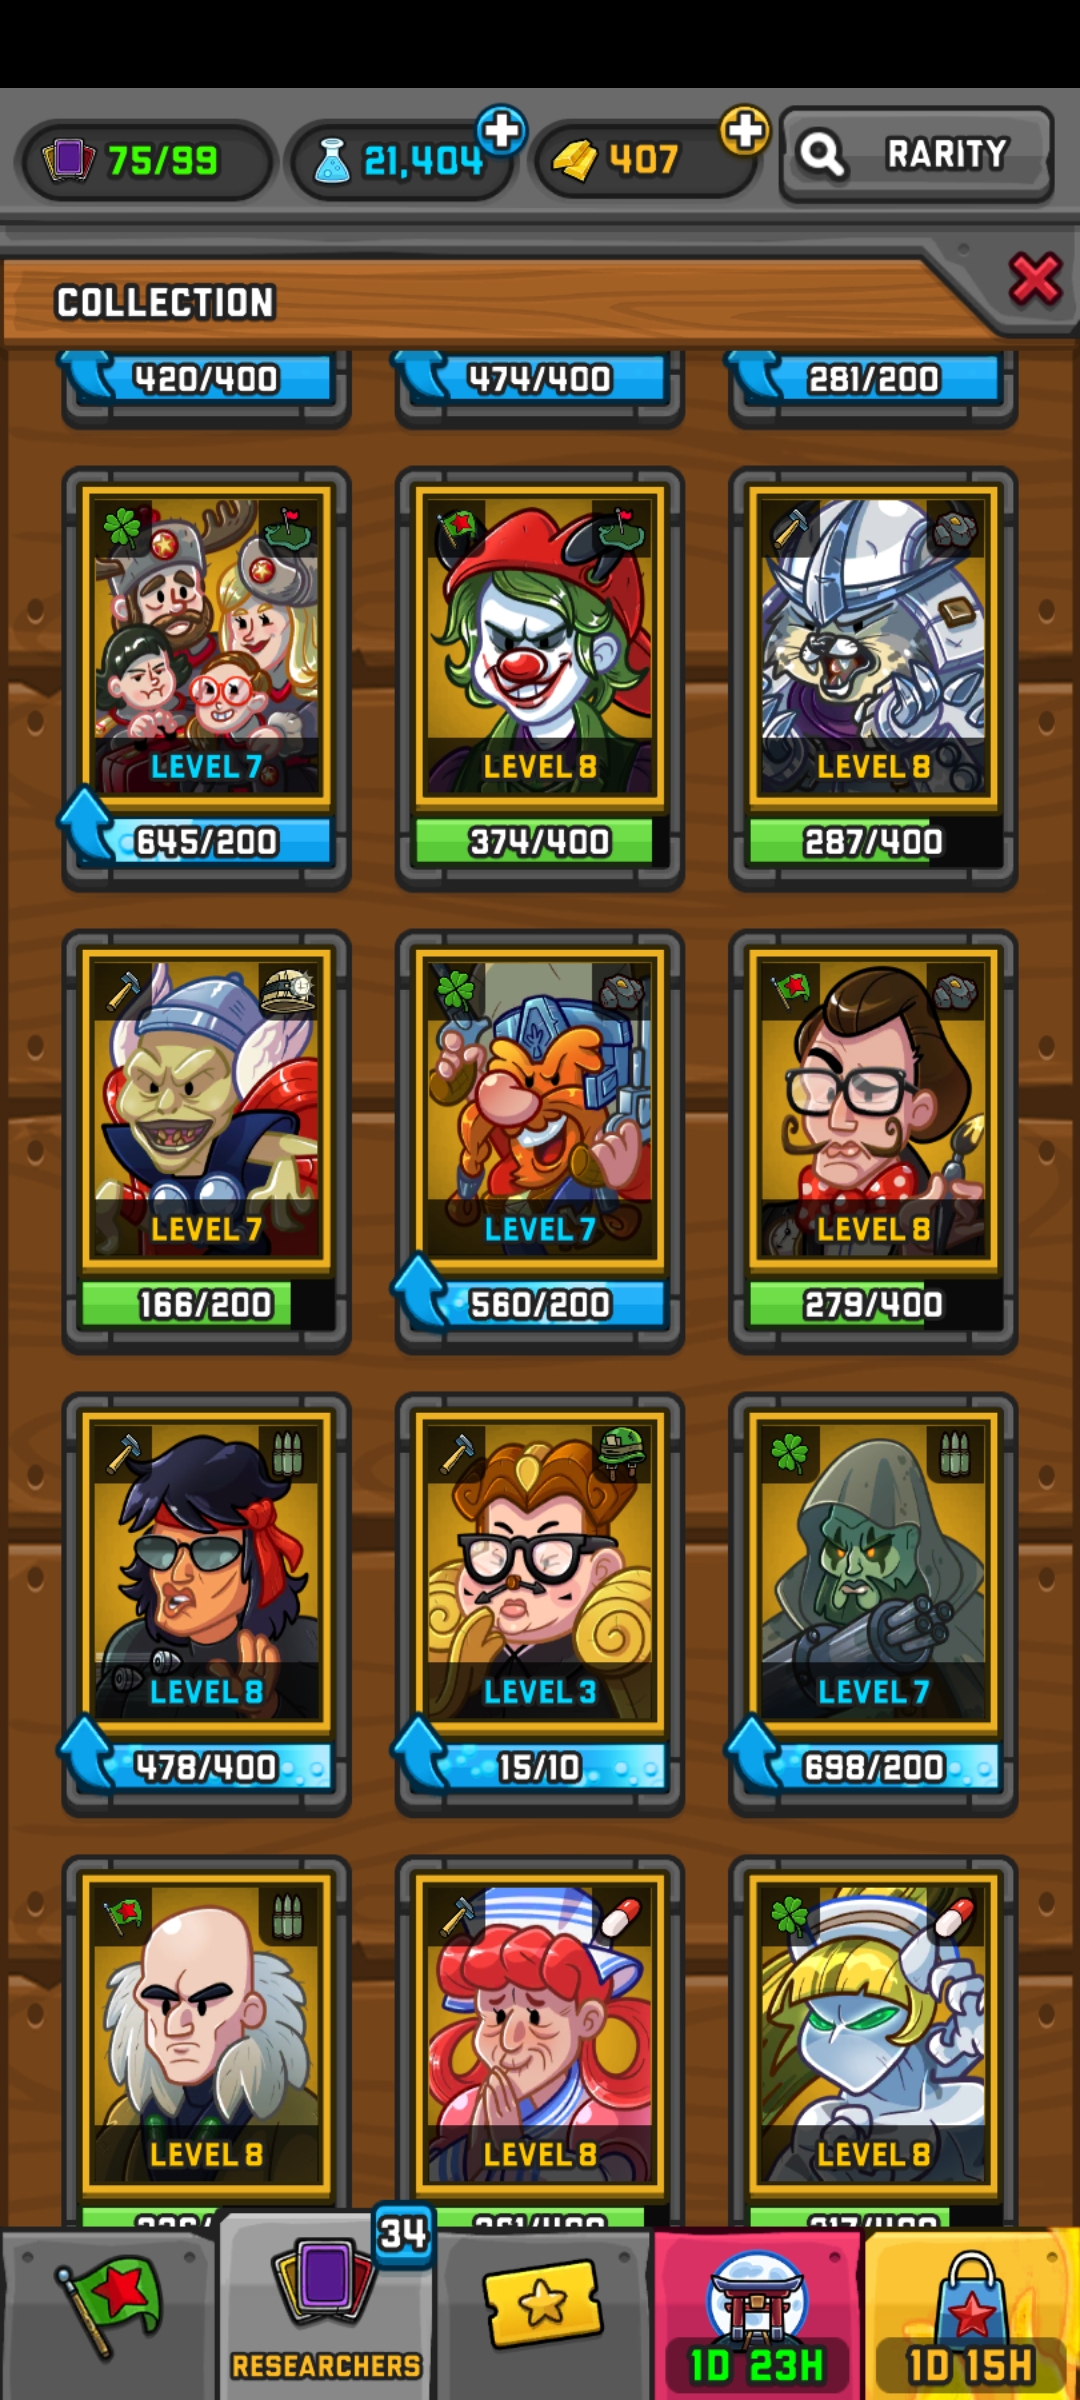 75/99
21,404
407
RARITY
COLLECTION
420/400
474/400
281/200
LEVEL 7
LEVEL 8
LEVEL 8
645/200
374/400
287/400
LEVEL 7
LEVEL 7
LEVEL 8
166/200
560/200
279/400
LEVEL 8
LEVEL 3
LEVEL 7
478/400
15/10
698/200
LEVEL 8
LEVEL 8
LEVEL 8
34
RESEARCHERS
1D 23H
1D 15H